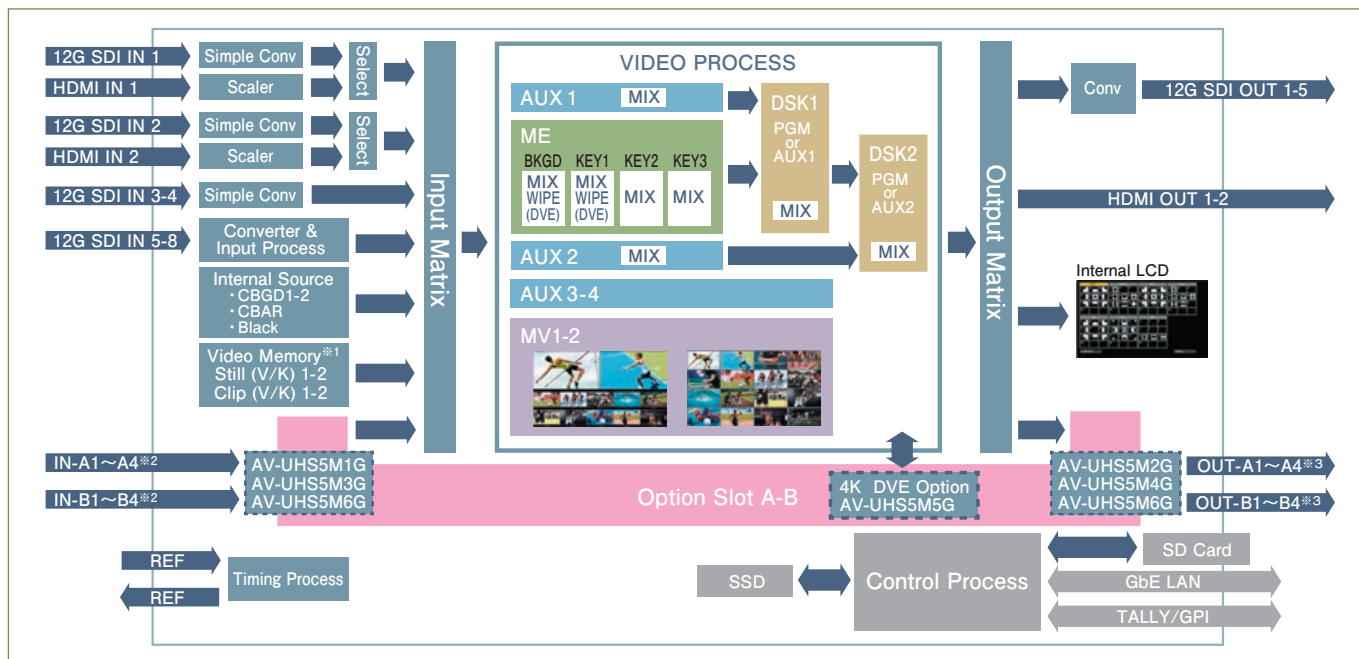 12G SDI IN 1
HDMI IN 1
12G SDI IN 2
HDMI IN 2
12G SDI IN 3-4
12G SDI IN 5-8
Simple Conv
Scaler
Select
Simple Conv
Scaler
Select
Simple Conv
Converter &
Input Process
Internal Source
・CBGD1-2
・CBAR
・Black
Video Memory※1
Still (V/K) 1-2
Clip (V/K) 1-2
Input Matrix
VIDEO PROCESS
AUX 1
MIX
ME
BKGD
MIX
WIPE
(DVE)
KEY1
MIX
WIPE
(DVE)
KEY2
MIX
KEY3
MIX
AUX 2
MIX
AUX 3-4
MV1-2
DSK1
PGM
or
AUX1
MIX
DSK2
PGM
or
AUX2
MIX
Output Matrix
Conv
12G SDI OUT 1-5
HDMI OUT 1-2
Internal LCD
IN-A1～A4※2
IN-B1～B4※2
AV-UHS5M1G
AV-UHS5M3G
AV-UHS5M6G
Option Slot A-B
4K DVE Option
AV-UHS5M5G
AV-UHS5M2G
AV-UHS5M4G
AV-UHS5M6G
OUT-A1～A4※3
OUT-B1～B4※3
REF
REF
Timing Process
SSD
Control Process
SD Card
GbE LAN
TALLY/GPI